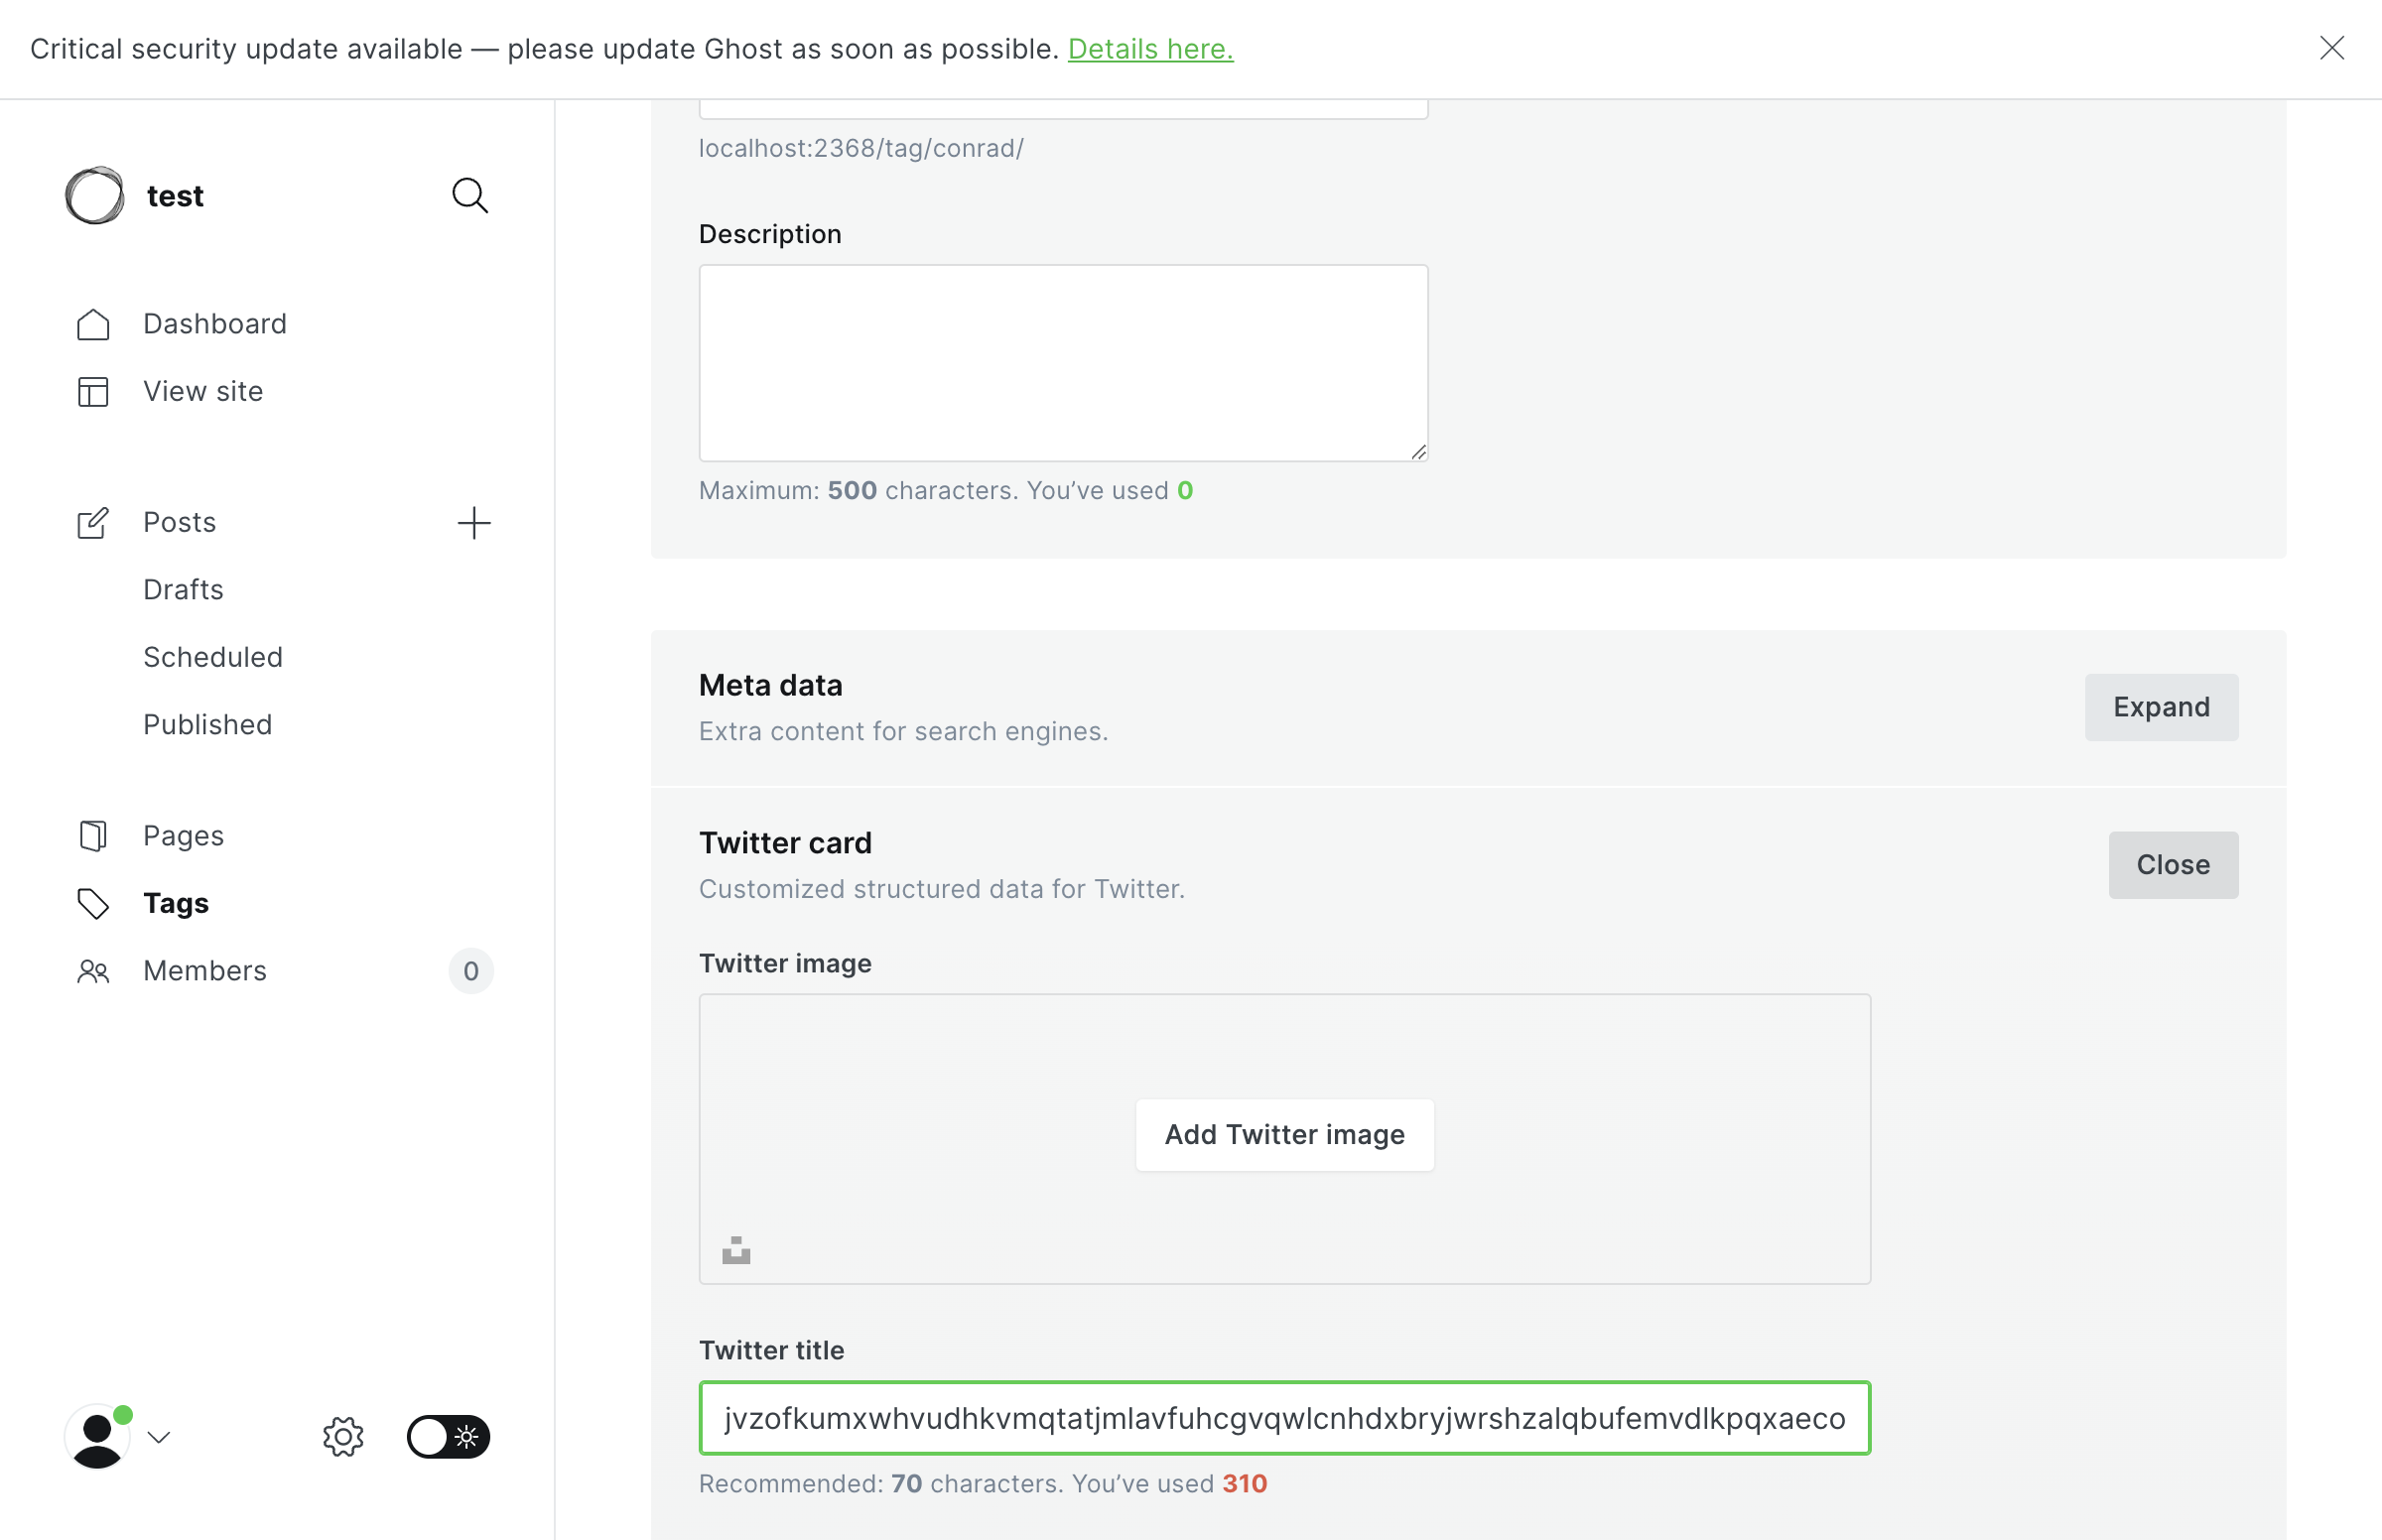 Critical security update available — please update Ghost as soon as possible. Details here.
test
Dashboard
View site
Posts
Drafts
Scheduled
Published
Pages
Tags
Members
0
localhost:2368/tag/conrad/
Description
Maximum: 500 characters. You’ve used 0
Meta data
Extra content for search engines.
Expand
Twitter card
Customized structured data for Twitter.
Close
Twitter image
Add Twitter image
Twitter title
jvzofkumxwhvudhkvmqtatjmlavfuhcgvqwlcnhdxbryjwrshzalqbufemvdlkpqxaeco
Recommended: 70 characters. You’ve used 310